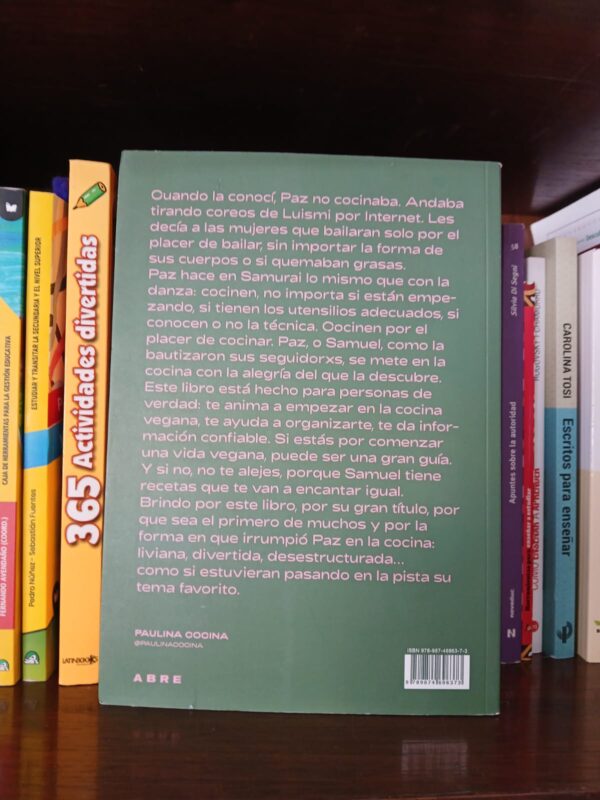 Cuando la conocí, Paz no cocinaba. Andaba
tirando coreos de Luismi por Internet. Les
decía a las mujeres que bailaran solo por el
placer de bailar, sin importar la forma de
sus cuerpos o si quemaban grasas.
Paz hace en Samurai lo mismo que con la
danza: cocinen, no importa si están empe-
zando, si tienen los utensilios adecuados, si
conocen o no la técnica. Cocinen por el
placer de cocinar. Paz, o Samuel, como la
bautizaron sus seguidorxs, se mete en la
cocina con la alegría del que la descubre.
Este libro está hecho para personas de
verdad: te anima a empezar en la cocina
vegana, te ayuda a organizarte, te da infor-
mación confiable. Si estás por comenzar
una vida vegana, puede ser una gran guía.
Y si no, no te alejes, porque Samuel tiene
recetas que te van a encantar igual.
Brindo por este libro, por su gran título, por
que sea el primero de muchos y por la
forma en que irrumpió Paz en la cocina:
liviana, divertida, desestructurada...
como si estuvieran pasando en la pista su
tema favorito.
PAULINA COCINA
@PAULINACOCINA
ABRE
CAJA DE HERRAMIENTAS PARA LA GESTIÓN EDUCATIVA
FERNANDO AVENDAÑO (COORD.)
ESTUDIAR Y TRANSITAR LA SECUNDARIA Y EL NIVEL SUPERIOR
Pedro Núñez - Sebastián Fuentes
365 Actividades divertidas
LATINBOOKS
58
Silvia Di Segni
Apuntes sobre la autoridad
noveduc
N
CAROLINA TOSI
Escritos para enseñar